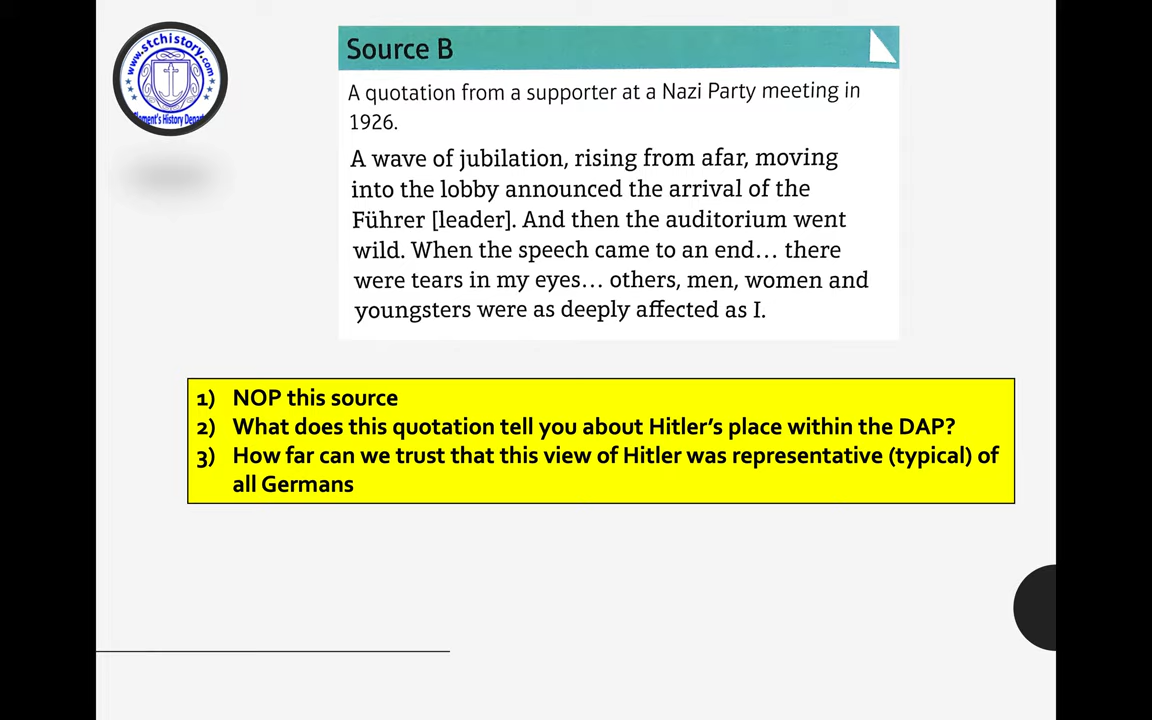 www.stchistory.com
Source B
A quotation from a supporter at a Nazi Party meeting in
1926.
A wave of jubilation, rising from afar, moving
into the lobby announced the arrival of the
Führer [leader]. And then the auditorium went
wild. When the speech came to an end... there
were tears in my eyes... others, men, women and
youngsters were as deeply affected as I.
1) NOP this source
2) What does this quotation tell you about Hitler's place within the DAP?
3) How far can we trust that this view of Hitler was representative (typical) of
all Germans